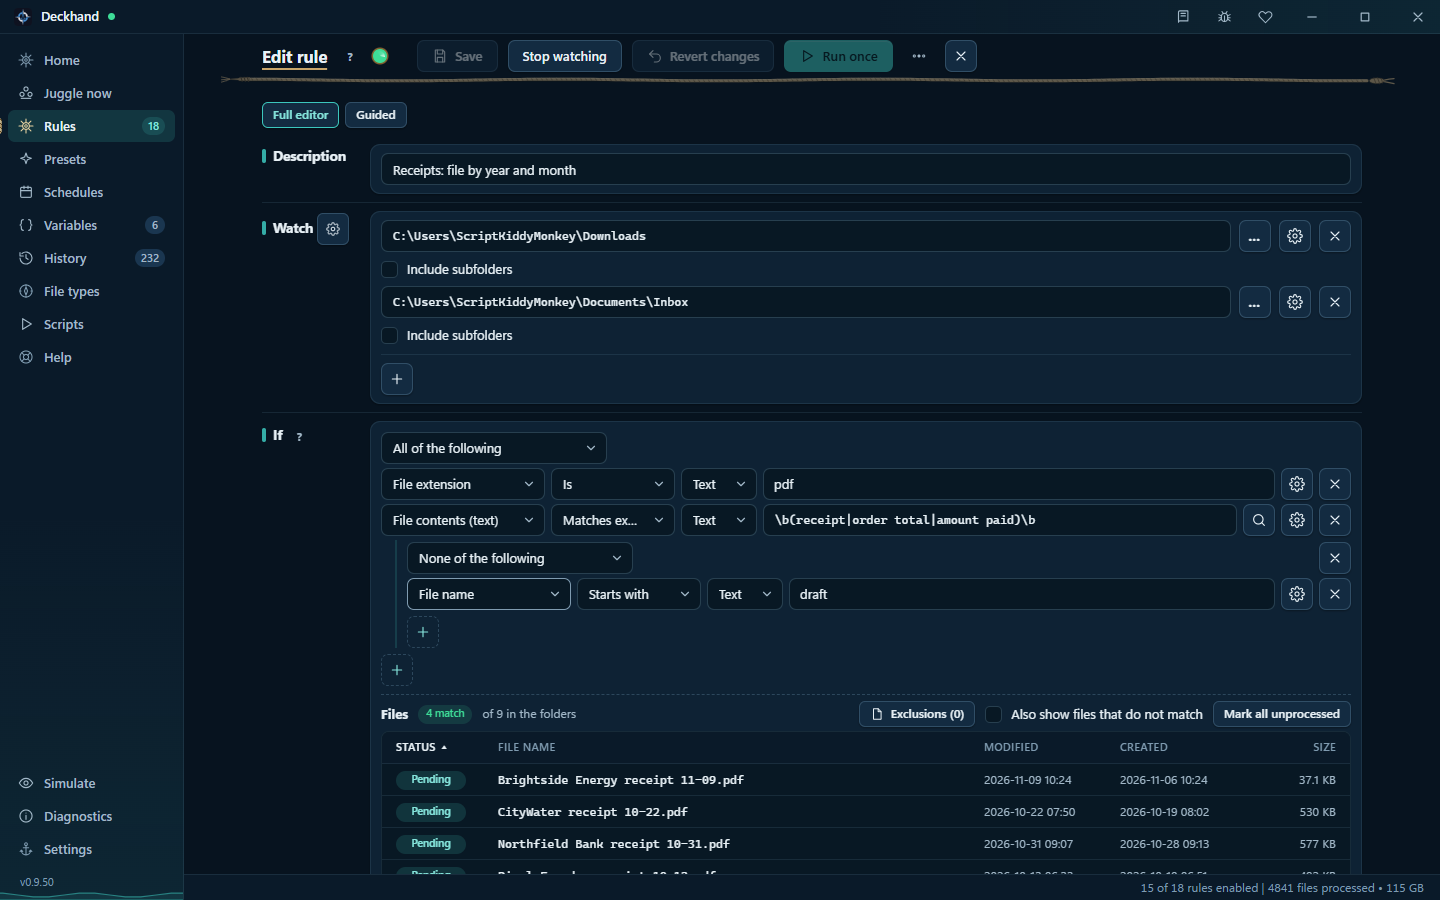 Deckhand
Home
Juggle now
Rules 18
Presets
Schedules
Variables 6
History 232
File types
Scripts
Help
Simulate
Diagnostics
Settings
v0.9.50
Edit rule ? Save Stop watching Revert changes Run once
Full editor Guided
Description Receipts: file by year and month
Watch C:\Users\ScriptKiddyMonkey\Downloads ...
Include subfolders
C:\Users\ScriptKiddyMonkey\Documents\Inbox ...
Include subfolders
If ?
All of the following
File extension Is Text pdf
File contents (text) Matches ex... Text \b(receipt|order total|amount paid)\b
None of the following
File name Starts with Text draft
Files 4 match of 9 in the folders Exclusions (0) Also show files that do not match Mark all unprocessed
STATUS FILE NAME MODIFIED CREATED SIZE
Pending Brightside Energy receipt 11-09.pdf 2026-11-09 10:24 2026-11-06 10:24 37.1 KB
Pending CityWater receipt 10-22.pdf 2026-10-22 07:50 2026-10-19 08:02 530 KB
Pending Northfield Bank receipt 10-31.pdf 2026-10-31 09:07 2026-10-28 09:13 577 KB
Pending
15 of 18 rules enabled | 4841 files processed • 115 GB